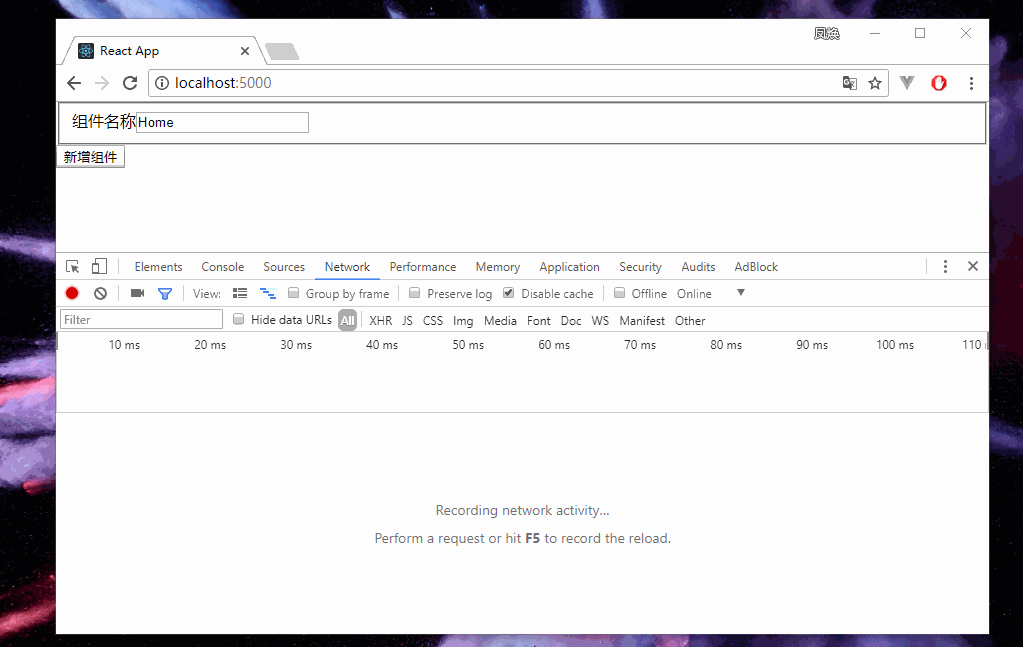 凤焕
React App
localhost:5000
组件名称 Home
新增组件
Elements Console Sources Network Performance Memory Application Security Audits AdBlock
View: Group by frame Preserve log Disable cache Offline Online
Filter Hide data URLs All XHR JS CSS Img Media Font Doc WS Manifest Other
10 ms 20 ms 30 ms 40 ms 50 ms 60 ms 70 ms 80 ms 90 ms 100 ms 110
Recording network activity...
Perform a request or hit F5 to record the reload.